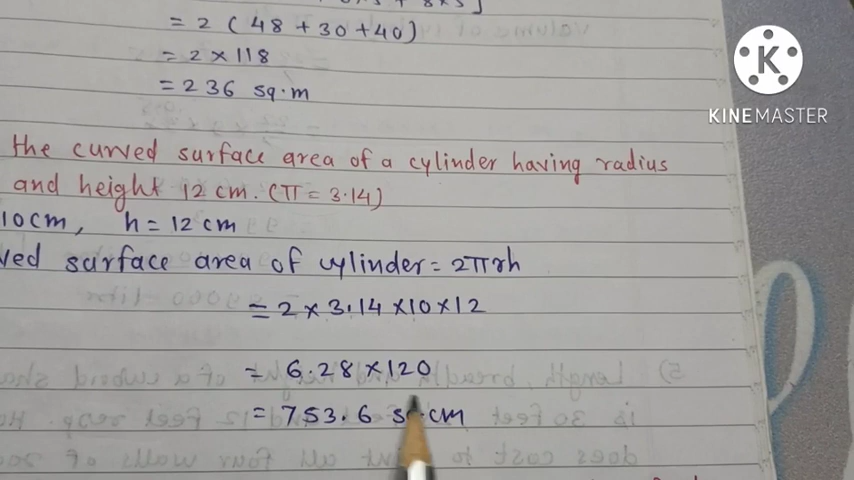 = 2 (48 + 30 + 40)
= 2 × 118
= 236 sq.m
K
KINEMASTER
the curved surface area of a cylinder having radius
and height 12 cm. (π = 3.14)
10cm, h = 12 cm
ved surface area of cylinder = 2πrh
= 2 × 3.14 × 10 × 12
= 6.28 × 120
= 753.6 sq.cm